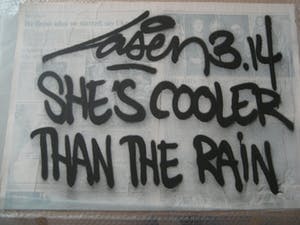 Laser 3.14
SHE'S COOLER
THAN THE RAIN